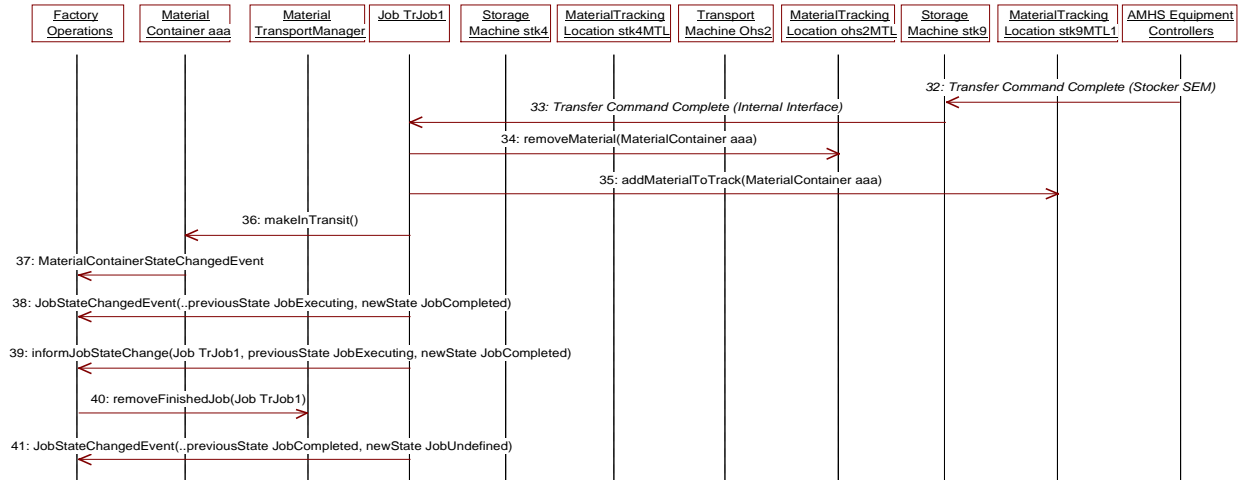 Factory
Operations
Material
Container aaa
Material
TransportManager
Job TrJob1
Storage
Machine stk4
MaterialTracking
Location stk4MTL
Transport
Machine Ohs2
MaterialTracking
Location ohs2MTL
Storage
Machine stk9
MaterialTracking
Location stk9MTL1
AMHS Equipment
Controllers
32: Transfer Command Complete (Stocker SEM)
33: Transfer Command Complete (Internal Interface)
34: removeMaterial(MaterialContainer aaa)
35: addMaterialToTrack(MaterialContainer aaa)
36: makeInTransit()
37: MaterialContainerStateChangedEvent
38: JobStateChangedEvent(..previousState JobExecuting, newState JobCompleted)
39: informJobStateChange(Job TrJob1, previousState JobExecuting, newState JobCompleted)
40: removeFinishedJob(Job TrJob1)
41: JobStateChangedEvent(..previousState JobCompleted, newState JobUndefined)